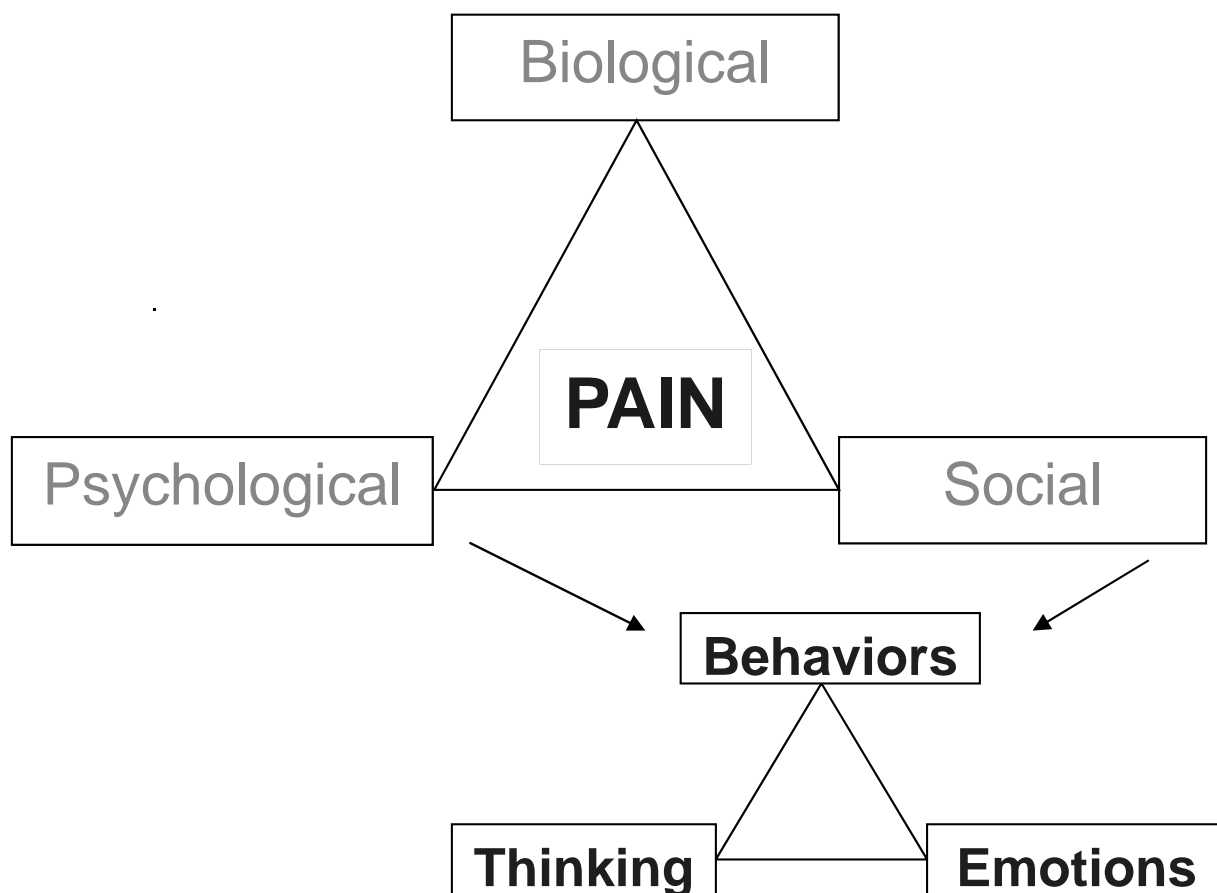 Biological
PAIN
Psychological
Social
Behaviors
Thinking
Emotions